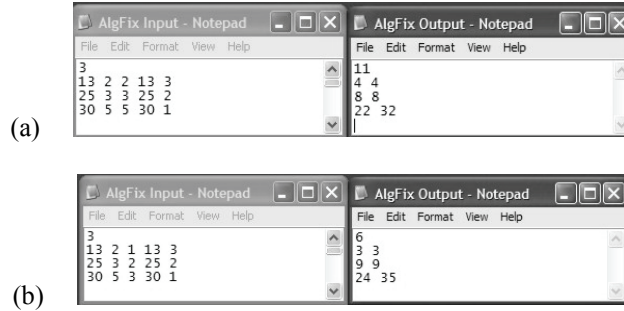 AlgFix Input - Notepad
File Edit Format View Help
3
13 2 2 13 3
25 3 3 25 2
30 5 5 30 1
AlgFix Output - Notepad
File Edit Format View Help
11
4 4
8 8
22 32
(a)
AlgFix Input - Notepad
File Edit Format View Help
3
13 2 1 13 3
25 3 2 25 2
30 5 3 30 1
AlgFix Output - Notepad
File Edit Format View Help
6
3 3
9 9
24 35
(b)